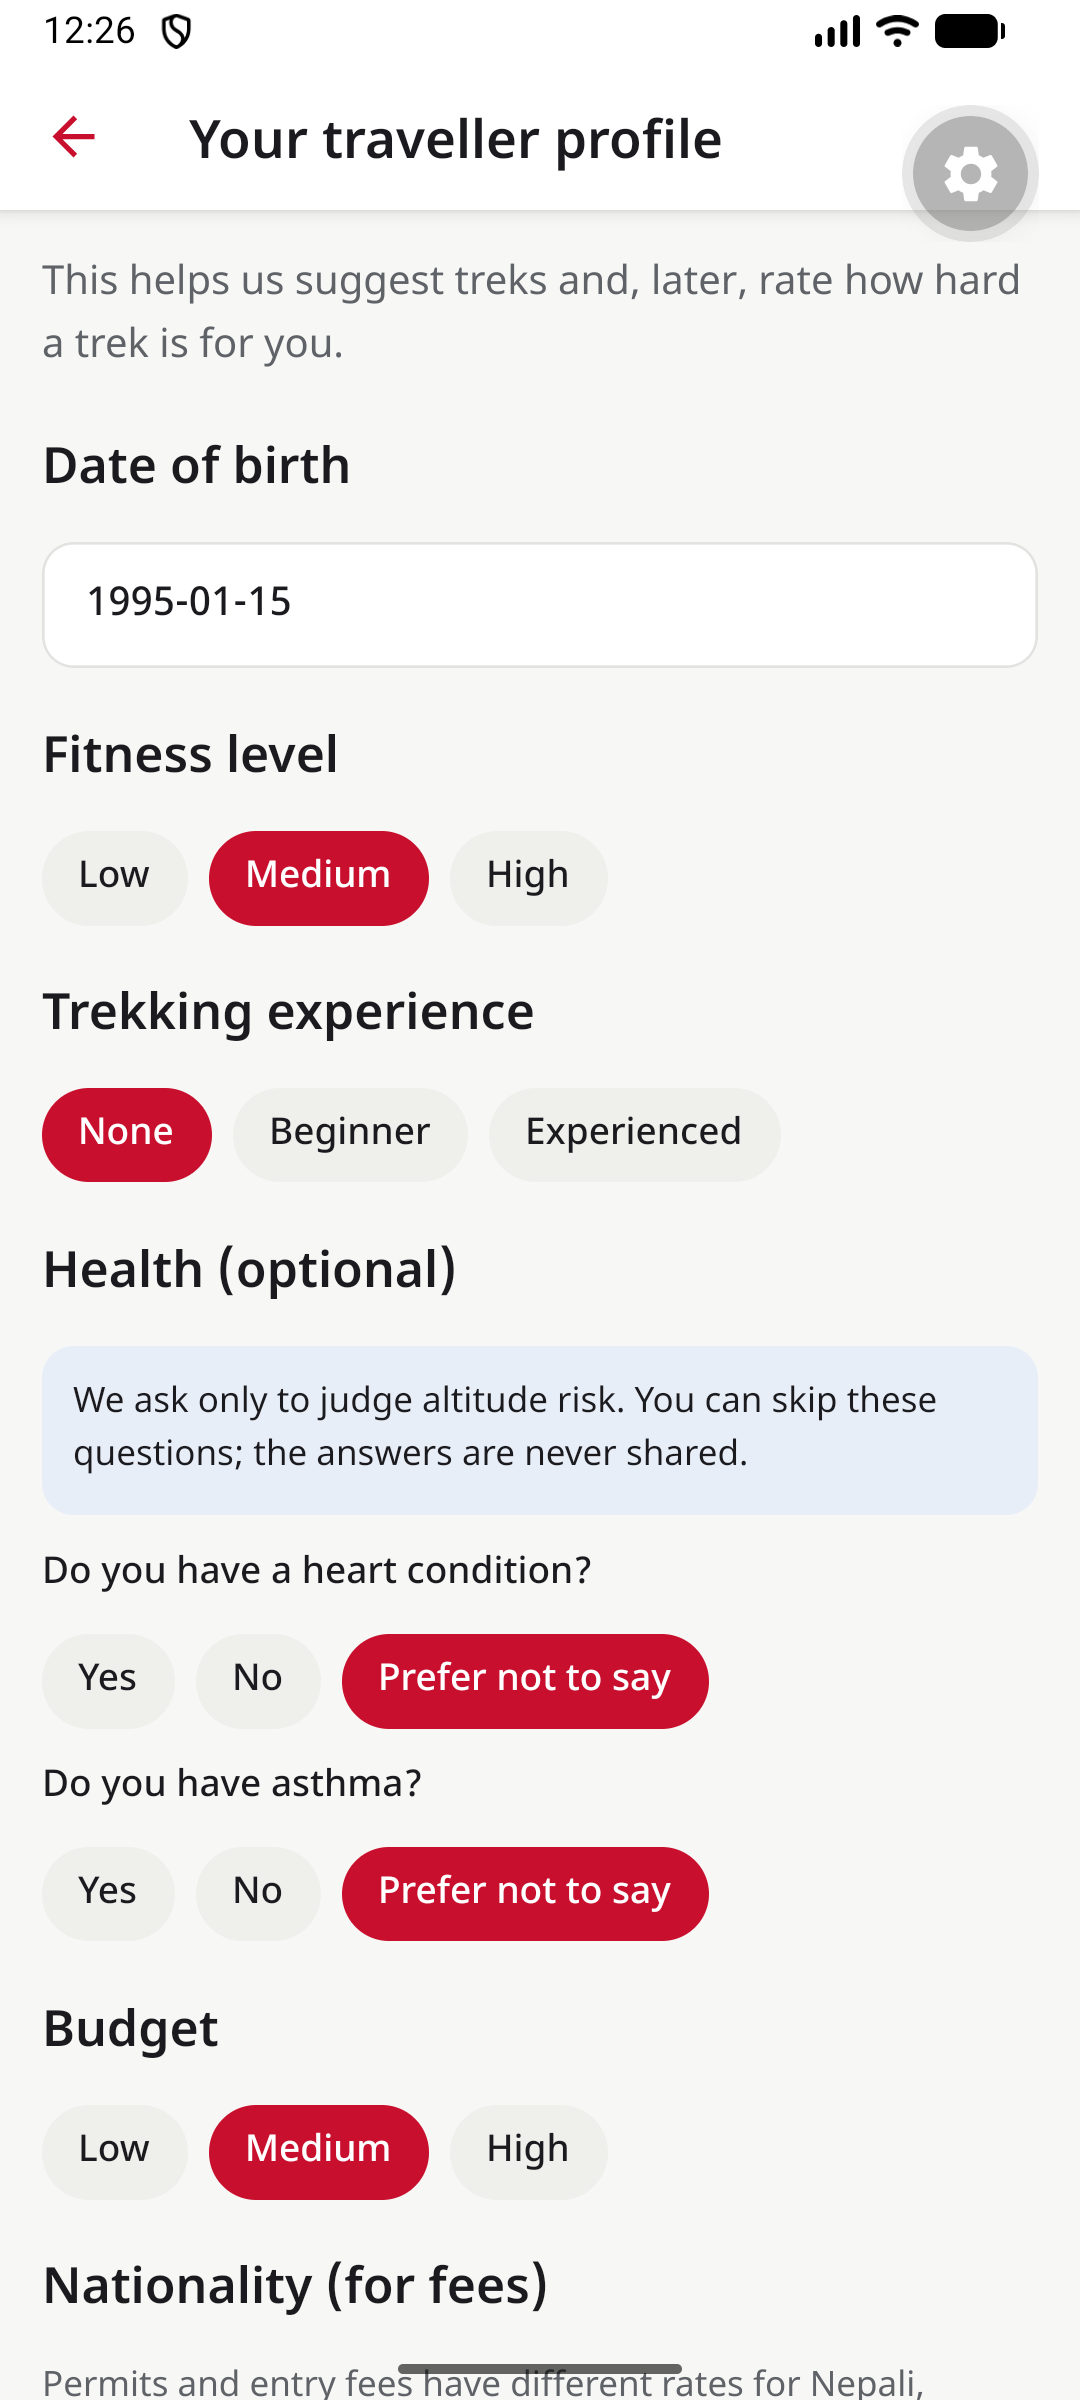 12:26
Your traveller profile
This helps us suggest treks and, later, rate how hard
a trek is for you.
Date of birth
1995-01-15
Fitness level
Low Medium High
Trekking experience
None Beginner Experienced
Health (optional)
We ask only to judge altitude risk. You can skip these
questions; the answers are never shared.
Do you have a heart condition?
Yes No Prefer not to say
Do you have asthma?
Yes No Prefer not to say
Budget
Low Medium High
Nationality (for fees)
Permits and entry fees have different rates for Nepali,